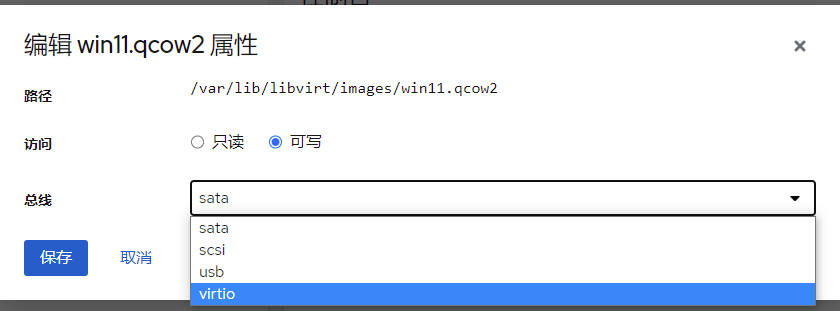 编辑 win11.qcow2 属性
路径
/var/lib/libvirt/images/win11.qcow2
访问
只读
可写
总线
sata
sata
scsi
usb
virtio
保存
取消